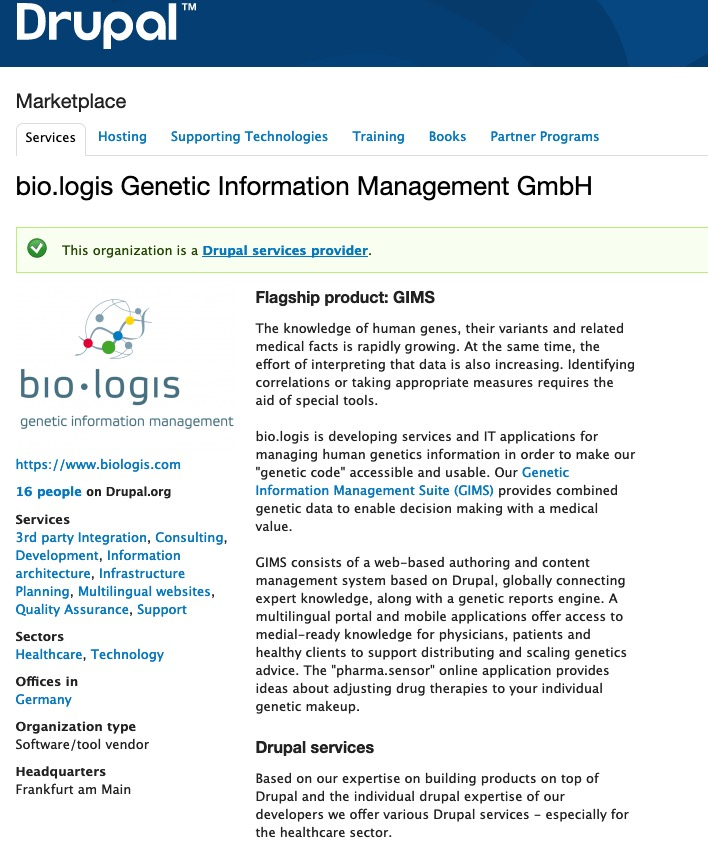 Drupal™
Marketplace
Services Hosting Supporting Technologies Training Books Partner Programs
bio.logis Genetic Information Management GmbH
This organization is a Drupal services provider.
bio·logis
genetic information management
https://www.biologis.com
16 people on Drupal.org
Services
3rd party Integration, Consulting,
Development, Information
architecture, Infrastructure
Planning, Multilingual websites,
Quality Assurance, Support
Sectors
Healthcare, Technology
Offices in
Germany
Organization type
Software/tool vendor
Headquarters
Frankfurt am Main
Flagship product: GIMS
The knowledge of human genes, their variants and related
medical facts is rapidly growing. At the same time, the
effort of interpreting that data is also increasing. Identifying
correlations or taking appropriate measures requires the
aid of special tools.
bio.logis is developing services and IT applications for
managing human genetics information in order to make our
"genetic code" accessible and usable. Our Genetic
Information Management Suite (GIMS) provides combined
genetic data to enable decision making with a medical
value.
GIMS consists of a web-based authoring and content
management system based on Drupal, globally connecting
expert knowledge, along with a genetic reports engine. A
multilingual portal and mobile applications offer access to
medial-ready knowledge for physicians, patients and
healthy clients to support distributing and scaling genetics
advice. The "pharma.sensor" online application provides
ideas about adjusting drug therapies to your individual
genetic makeup.
Drupal services
Based on our expertise on building products on top of
Drupal and the individual drupal expertise of our
developers we offer various Drupal services – especially for
the healthcare sector.